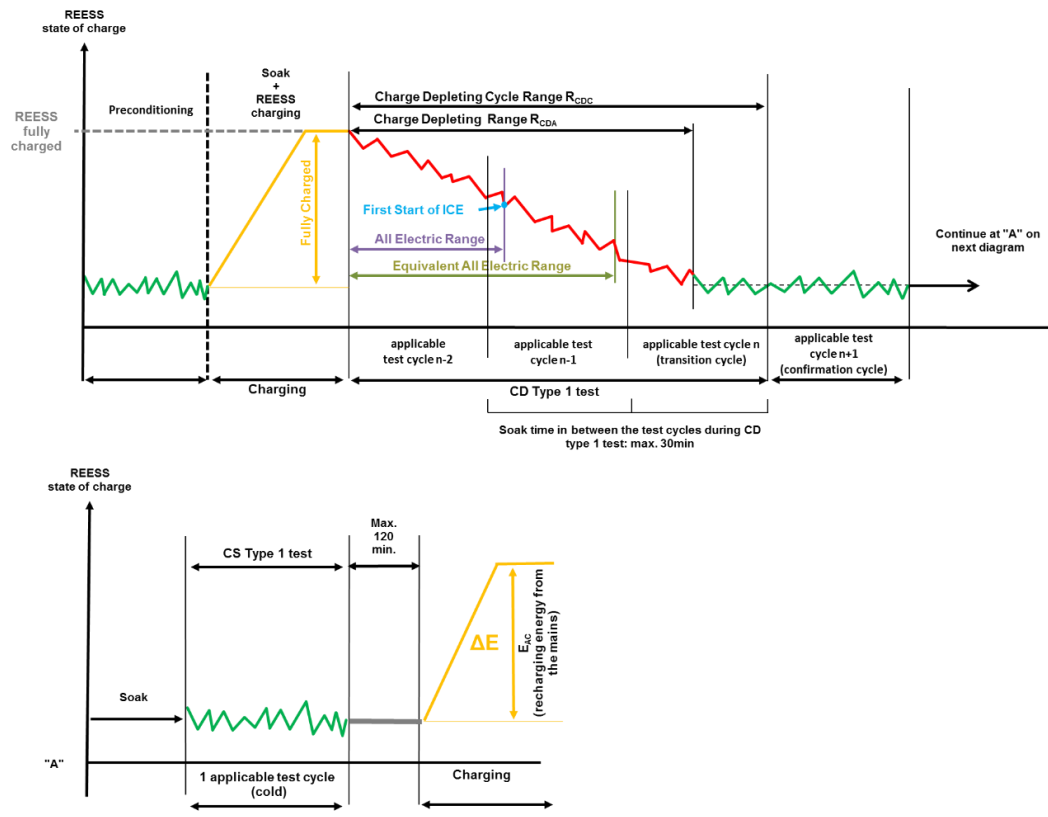 REESS
state of charge
Soak
+
REESS
charging
Preconditioning
Charge Depleting Cycle Range RCDC
Charge Depleting Range RCDA
REESS
fully
charged
Fully Charged
First Start of ICE
All Electric Range
Equivalent All Electric Range
Continue at "A" on
next diagram
applicable
test cycle n-2
applicable test
cycle n-1
applicable test cycle n
(transition cycle)
applicable test
cycle n+1
(confirmation cycle)
Charging
CD Type 1 test
Soak time in between the test cycles during CD
type 1 test: max. 30min
REESS
state of charge
Max.
120
min.
CS Type 1 test
ΔE
EAC
(recharging energy from
the mains)
Soak
"A"
1 applicable test cycle
(cold)
Charging